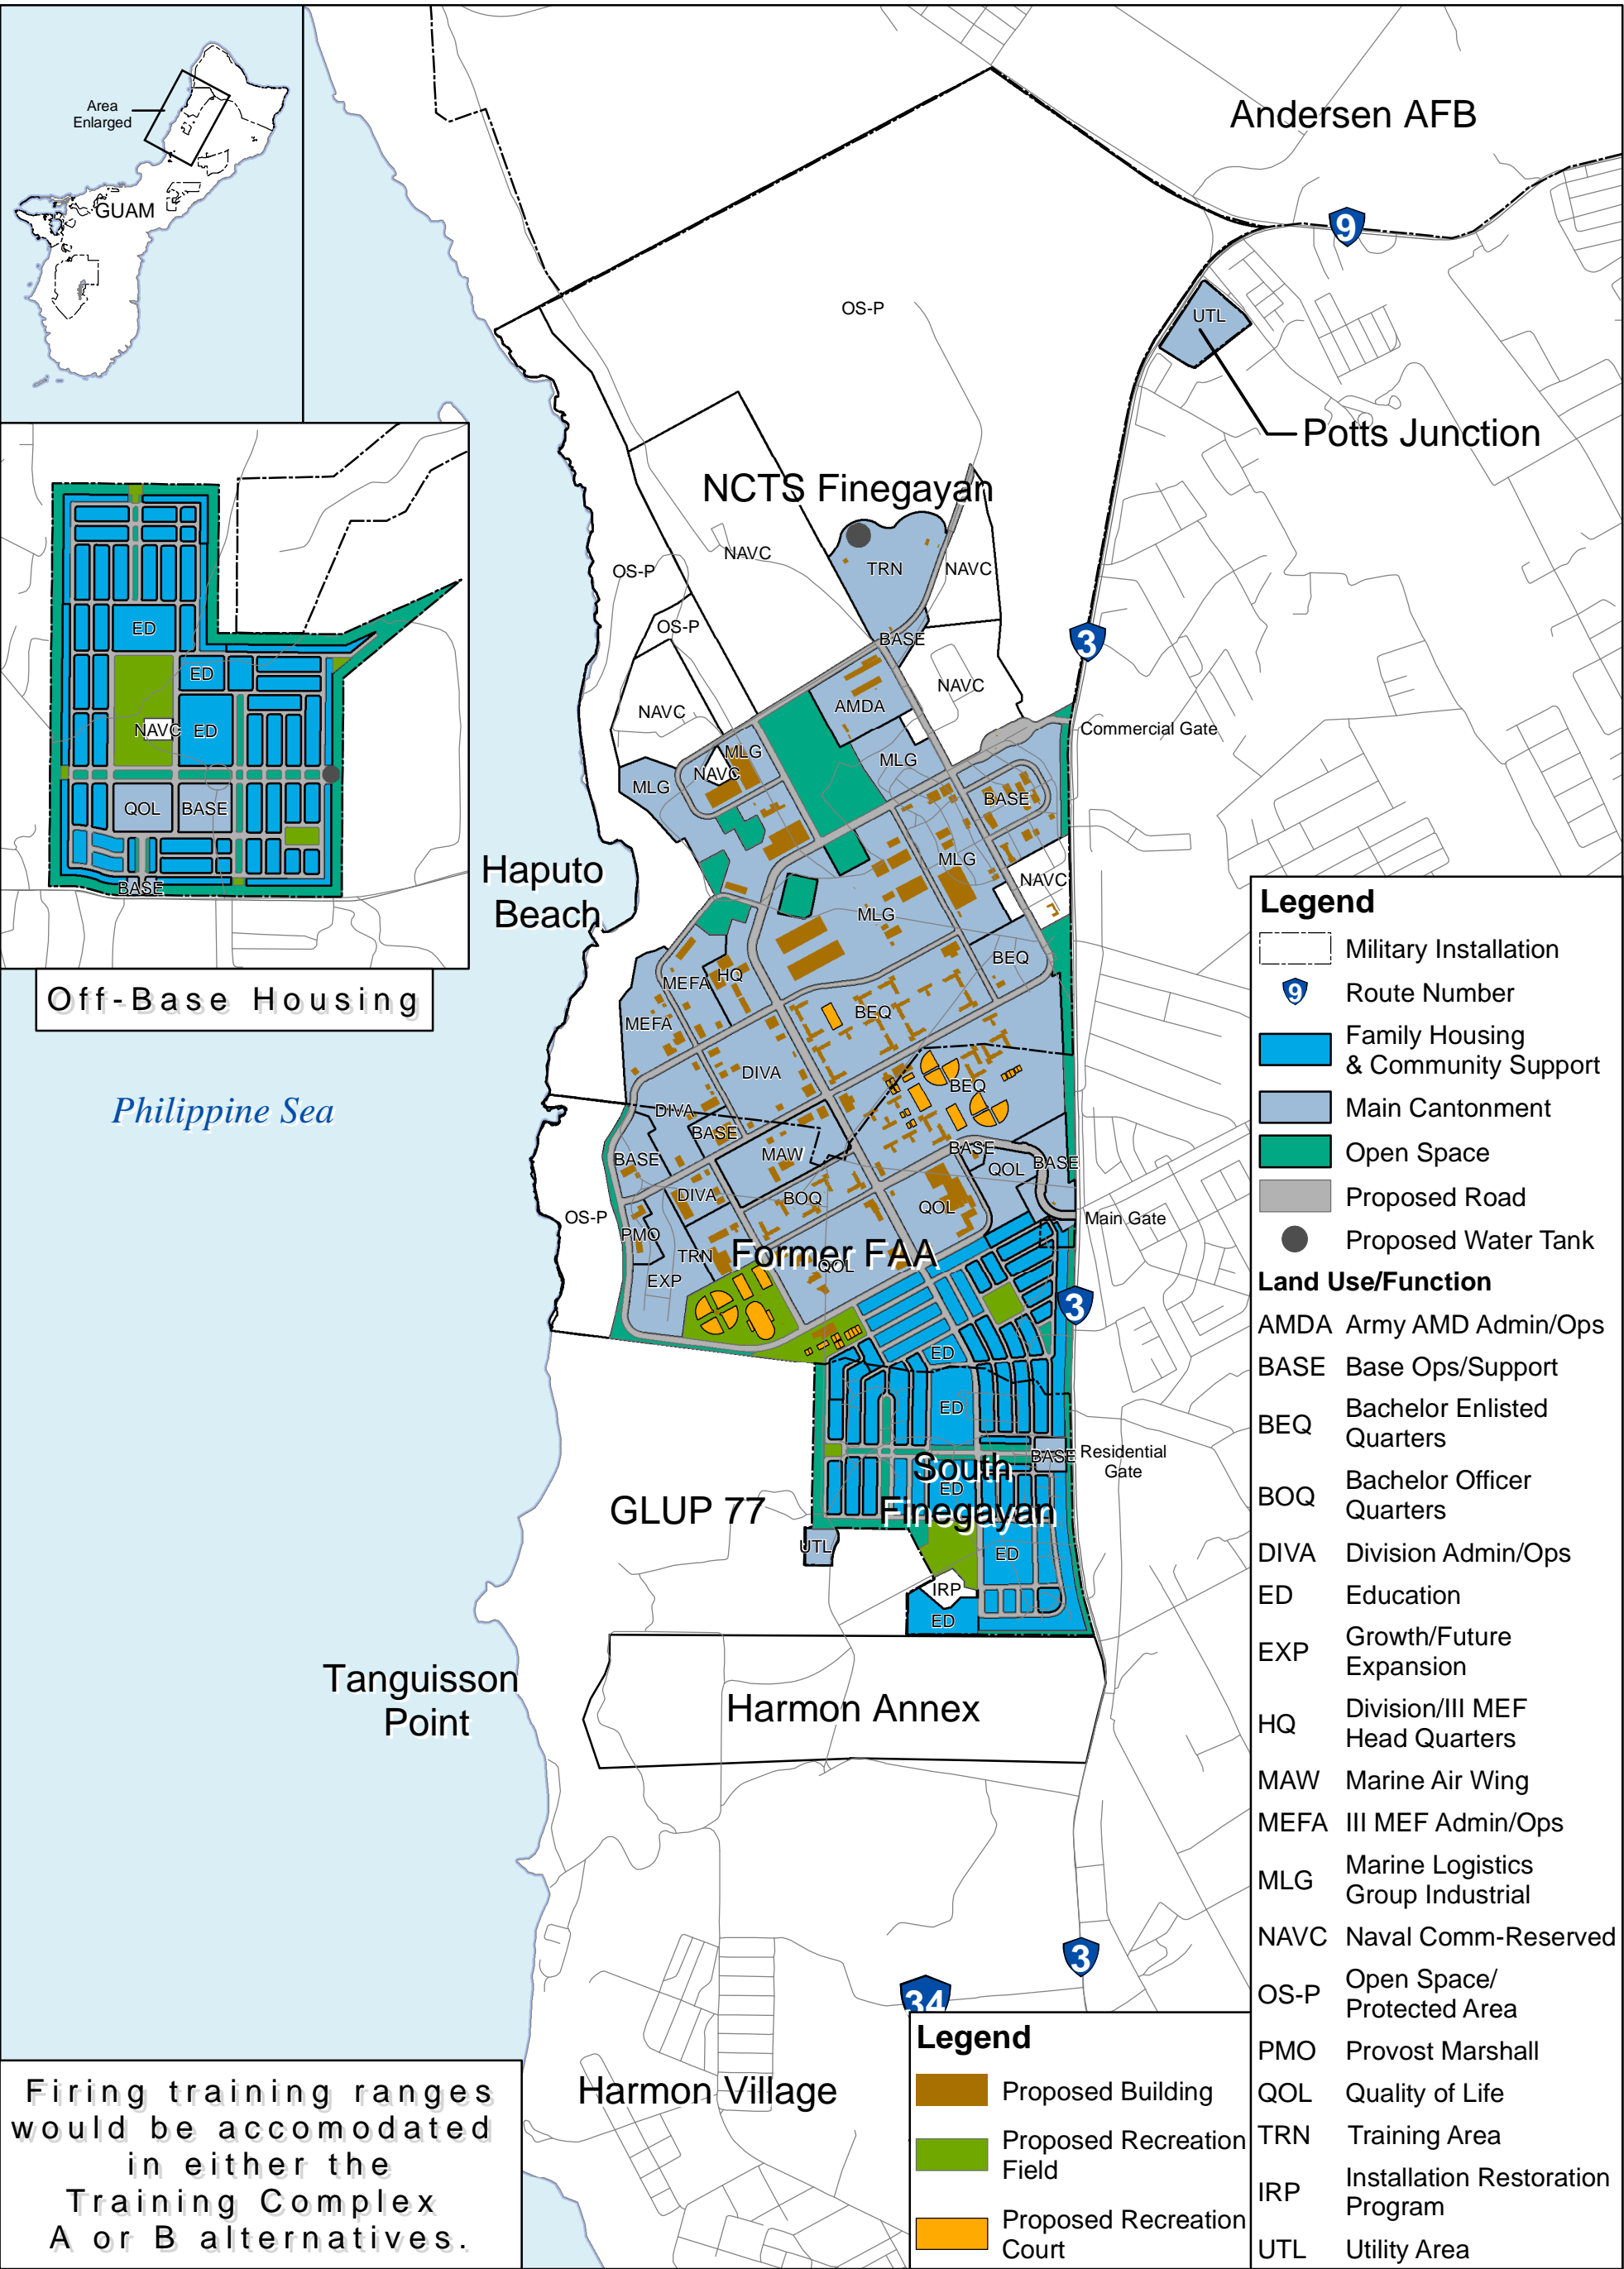 Area
Enlarged
GUAM
Andersen AFB
9
OS-P
UTL
Potts Junction
NCTS Finegayan
NAVC
OS-P
TRN
NAVC
OS-P
BASE
3
NAVC
AMDA
NAVC
Commercial Gate
MLG
NAVC
MLG
MLG
BASE
MLG
NAVC
MLG
BEQ
HQ
MEFA
MEFA
BEQ
DIVA
BEQ
DIVA
BASE
MAW
BASE
BASE
QOL
BASE
DIVA
BOQ
QOL
OS-P
PMO
Main Gate
TRN
Former FAA
QOL
EXP
3
ED
ED
BASE
Residential
Gate
South
Finegayan
ED
GLUP 77
UTL
ED
IRP
ED
Haputo
Beach
Tanguisson
Point
Harmon Annex
3
34
Harmon Village
Philippine Sea
ED
ED
NAVC
ED
QOL
BASE
BASE
Off-Base Housing
Firing training ranges
would be accomodated
in either the
Training Complex
A or B alternatives.
Legend
Proposed Building
Proposed Recreation
Field
Proposed Recreation
Court
Legend
Military Installation
9 Route Number
Family Housing
& Community Support
Main Cantonment
Open Space
Proposed Road
Proposed Water Tank
Land Use/Function
AMDA Army AMD Admin/Ops
BASE Base Ops/Support
BEQ Bachelor Enlisted
Quarters
BOQ Bachelor Officer
Quarters
DIVA Division Admin/Ops
ED Education
EXP Growth/Future
Expansion
HQ Division/III MEF
Head Quarters
MAW Marine Air Wing
MEFA III MEF Admin/Ops
MLG Marine Logistics
Group Industrial
NAVC Naval Comm-Reserved
OS-P Open Space/
Protected Area
PMO Provost Marshall
QOL Quality of Life
TRN Training Area
IRP Installation Restoration
Program
UTL Utility Area